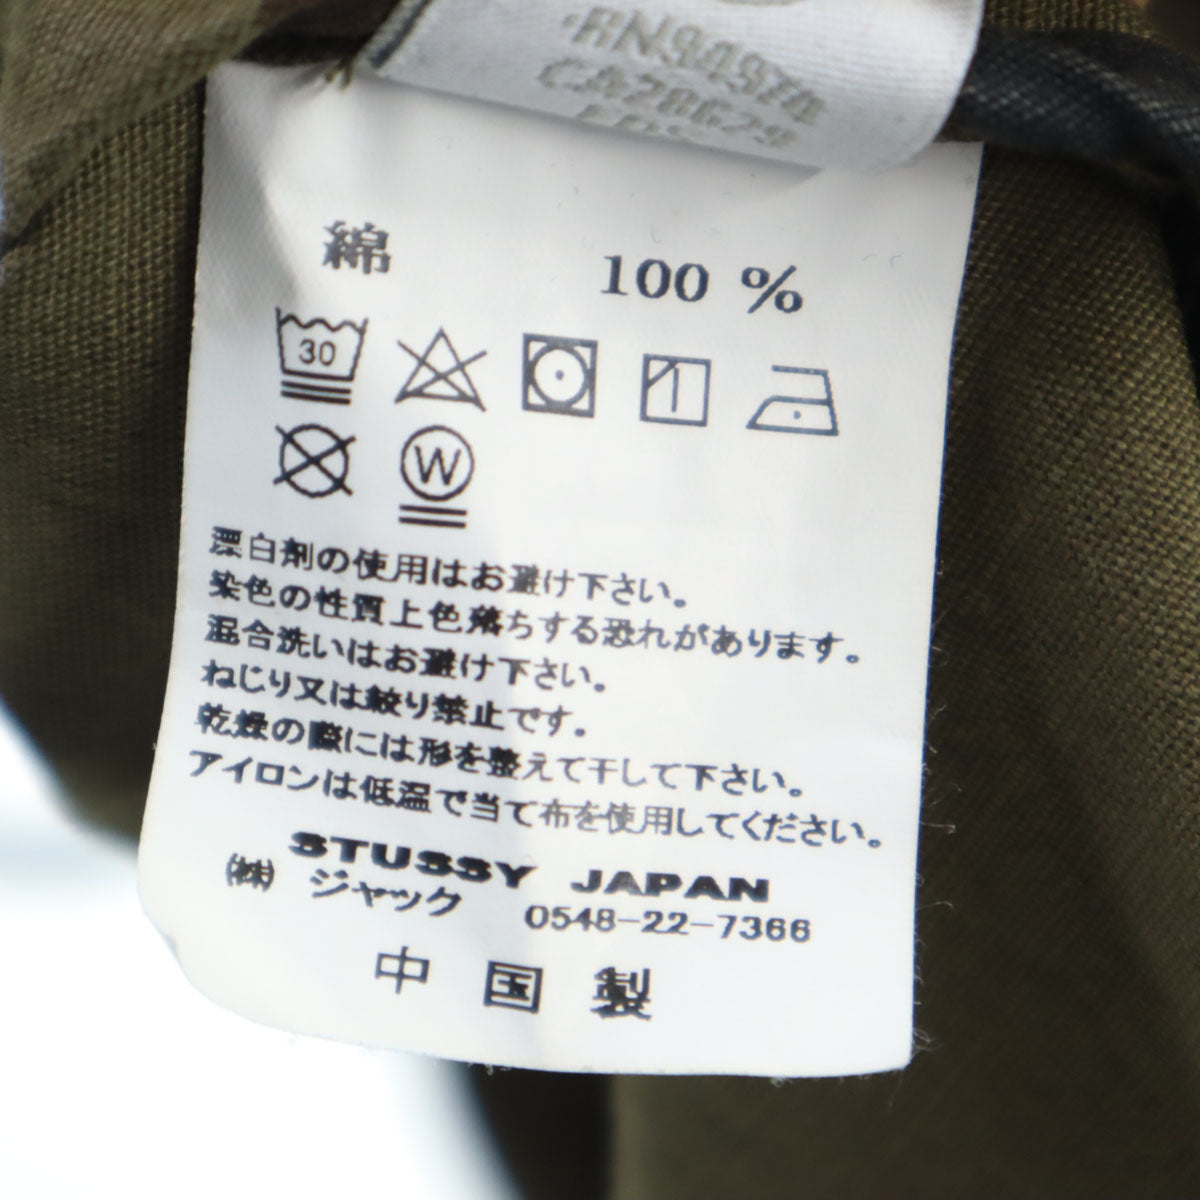 RN94974
CA28629
綿 100 %
30
W
漂白剤の使用はお避け下さい。
染色の性質上色落ちする恐れがあります。
混合洗いはお避け下さい。
ねじり又は絞り禁止です。
乾燥の際には形を整えて干して下さい。
アイロンは低温で当て布を使用してください。
STUSSY JAPAN
㈱ ジャック 0548-22-7366
中国製